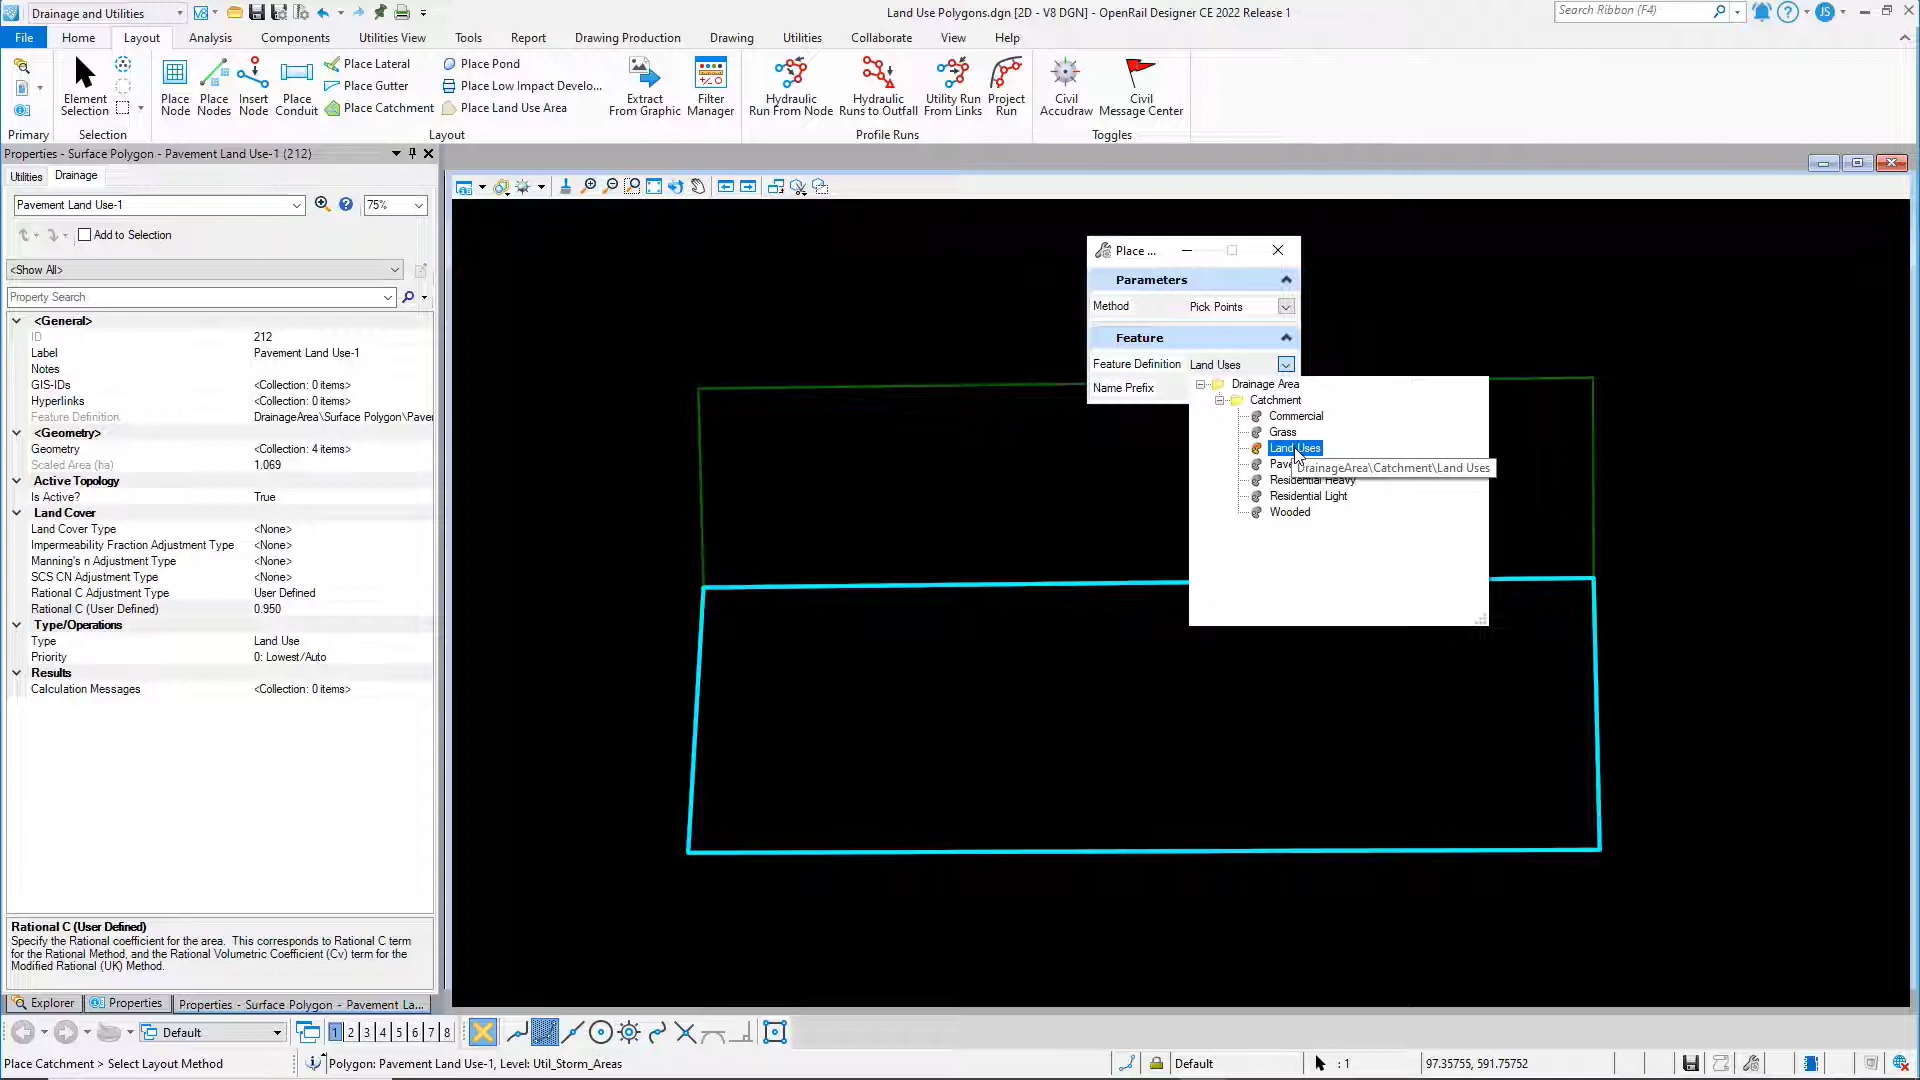 Drainage and Utilities
Land Use Polygons.dgn [2D - V8 DGN] - OpenRail Designer CE 2022 Release 1
Search Ribbon (F4)
JS
File Home Layout Analysis Components Utilities View Tools Report Drawing Production Drawing Utilities Collaborate View Help
Element Selection
Place Node
Place Nodes
Insert Node
Place Conduit
Place Lateral
Place Gutter
Place Catchment
Place Pond
Place Low Impact Develo...
Place Land Use Area
Extract From Graphic
Filter Manager
Hydraulic Run From Node
Hydraulic Runs to Outfall
Utility Run From Links
Project Run
Civil Accudraw
Civil Message Center
Primary Selection Layout Profile Runs Toggles
Properties - Surface Polygon - Pavement Land Use-1 (212)
Utilities Drainage
Pavement Land Use-1 75%
Add to Selection
<Show All>
Property Search
<General>
ID 212
Label Pavement Land Use-1
Notes
GIS-IDs <Collection: 0 items>
Hyperlinks <Collection: 0 items>
Feature Definition DrainageArea\Surface Polygon\Paver
<Geometry>
Geometry <Collection: 4 items>
Scaled Area (ha) 1.069
Active Topology
Is Active? True
Land Cover
Land Cover Type <None>
Impermeability Fraction Adjustment Type <None>
Manning's n Adjustment Type <None>
SCS CN Adjustment Type <None>
Rational C Adjustment Type User Defined
Rational C (User Defined) 0.950
Type/Operations
Type Land Use
Priority 0: Lowest/Auto
Results
Calculation Messages <Collection: 0 items>
Rational C (User Defined)
Specify the Rational coefficient for the area. This corresponds to Rational C term
for the Rational Method, and the Rational Volumetric Coefficient (Cv) term for the
Modified Rational (UK) Method.
Explorer Properties Properties - Surface Polygon - Pavement La...
Place ...
Parameters
Method Pick Points
Feature
Feature Definition Land Uses
Name Prefix
Drainage Area
Catchment
Commercial
Grass
Land Uses
DrainageArea\Catchment\Land Uses
Residential Heavy
Residential Light
Wooded
Default 1 2 3 4 5 6 7 8
Place Catchment > Select Layout Method
Polygon: Pavement Land Use-1, Level: Util_Storm_Areas
Default
: 1
97.35755, 591.75752